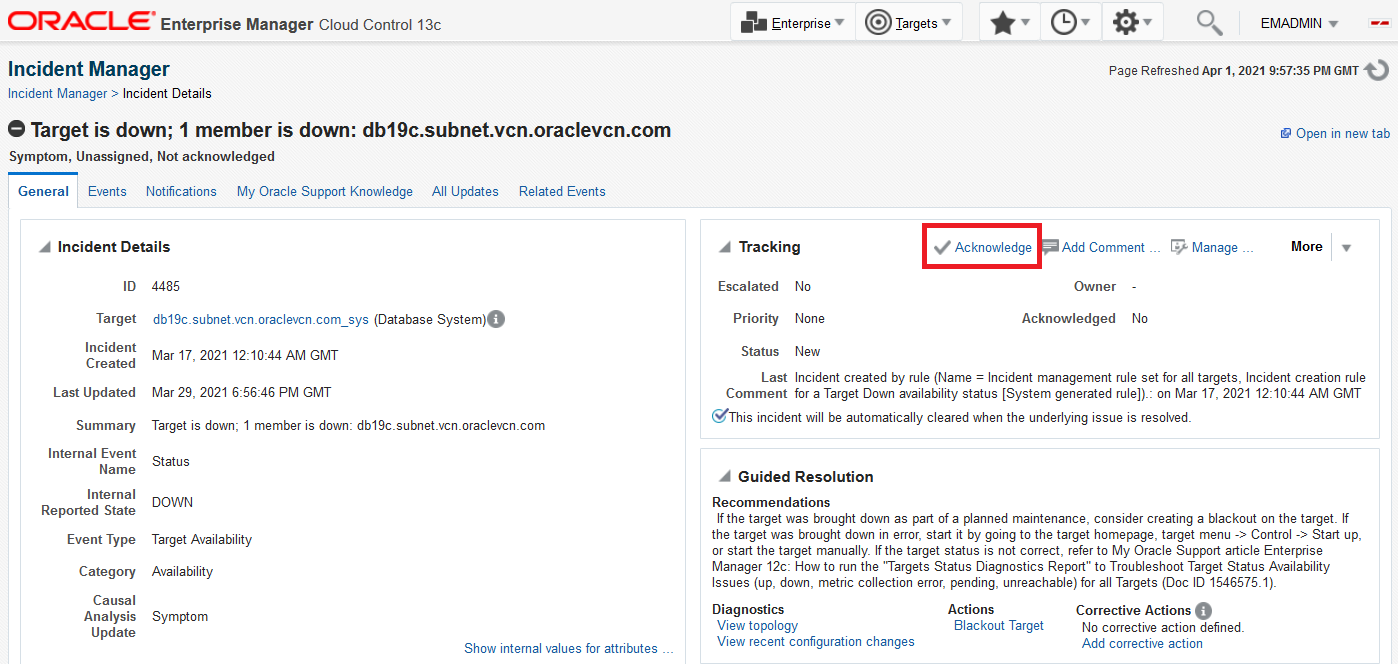 ORACLE Enterprise Manager Cloud Control 13c Enterprise Targets EMADMIN
Incident Manager
Page Refreshed Apr 1, 2021 9:57:35 PM GMT
Incident Manager > Incident Details
Target is down; 1 member is down: db19c.subnet.vcn.oraclevcn.com
Open in new tab
Symptom, Unassigned, Not acknowledged
General Events Notifications My Oracle Support Knowledge All Updates Related Events
Incident Details
ID 4485
Target db19c.subnet.vcn.oraclevcn.com_sys (Database System)
Incident
Created
Mar 17, 2021 12:10:44 AM GMT
Last Updated Mar 29, 2021 6:56:46 PM GMT
Summary Target is down; 1 member is down: db19c.subnet.vcn.oraclevcn.com
Internal Event
Name
Status
Internal
Reported State
DOWN
Event Type Target Availability
Category Availability
Causal
Analysis
Update
Symptom
Show internal values for attributes ...
Tracking Acknowledge Add Comment ... Manage ... More
Escalated No Owner -
Priority None Acknowledged No
Status New
Last Comment
Incident created by rule (Name = Incident management rule set for all targets, Incident creation rule
for a Target Down availability status [System generated rule]).: on Mar 17, 2021 12:10:44 AM GMT
This incident will be automatically cleared when the underlying issue is resolved.
Guided Resolution
Recommendations
If the target was brought down as part of a planned maintenance, consider creating a blackout on the target. If
the target was brought down in error, start it by going to the target homepage, target menu -> Control -> Start up,
or start the target manually. If the target status is not correct, refer to My Oracle Support article Enterprise
Manager 12c: How to run the "Targets Status Diagnostics Report" to Troubleshoot Target Status Availability
Issues (up, down, metric collection error, pending, unreachable) for all Targets (Doc ID 1546575.1).
Diagnostics
View topology
View recent configuration changes
Actions
Blackout Target
Corrective Actions
No corrective action defined.
Add corrective action